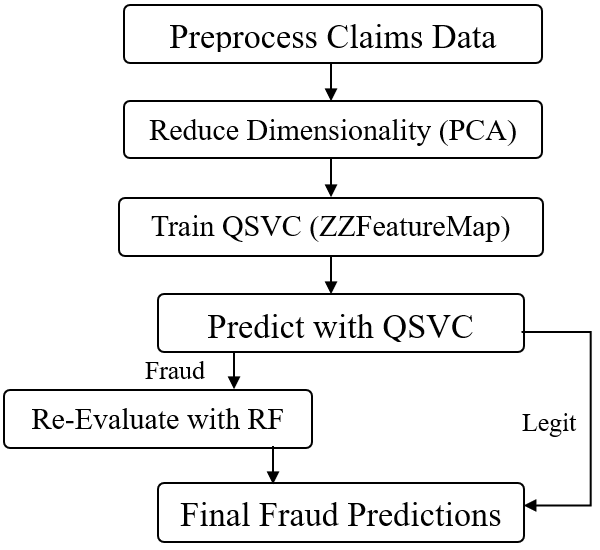 Preprocess Claims Data
Reduce Dimensionality (PCA)
Train QSVC (ZZFeatureMap)
Predict with QSVC
Fraud
Re-Evaluate with RF
Legit
Final Fraud Predictions